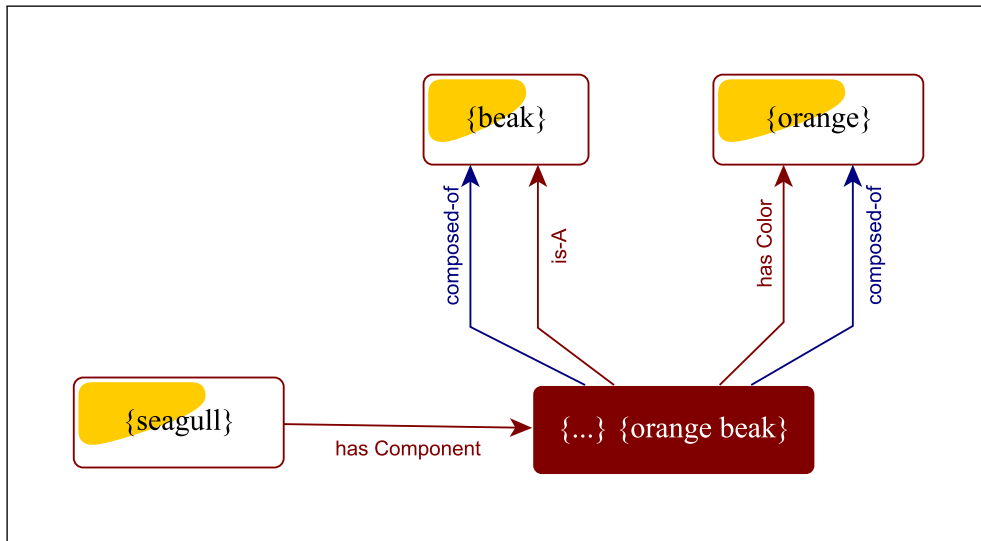 {beak}
{orange}
composed-of
is-A
has Color
composed-of
{seagull}
has Component
{...} {orange beak}